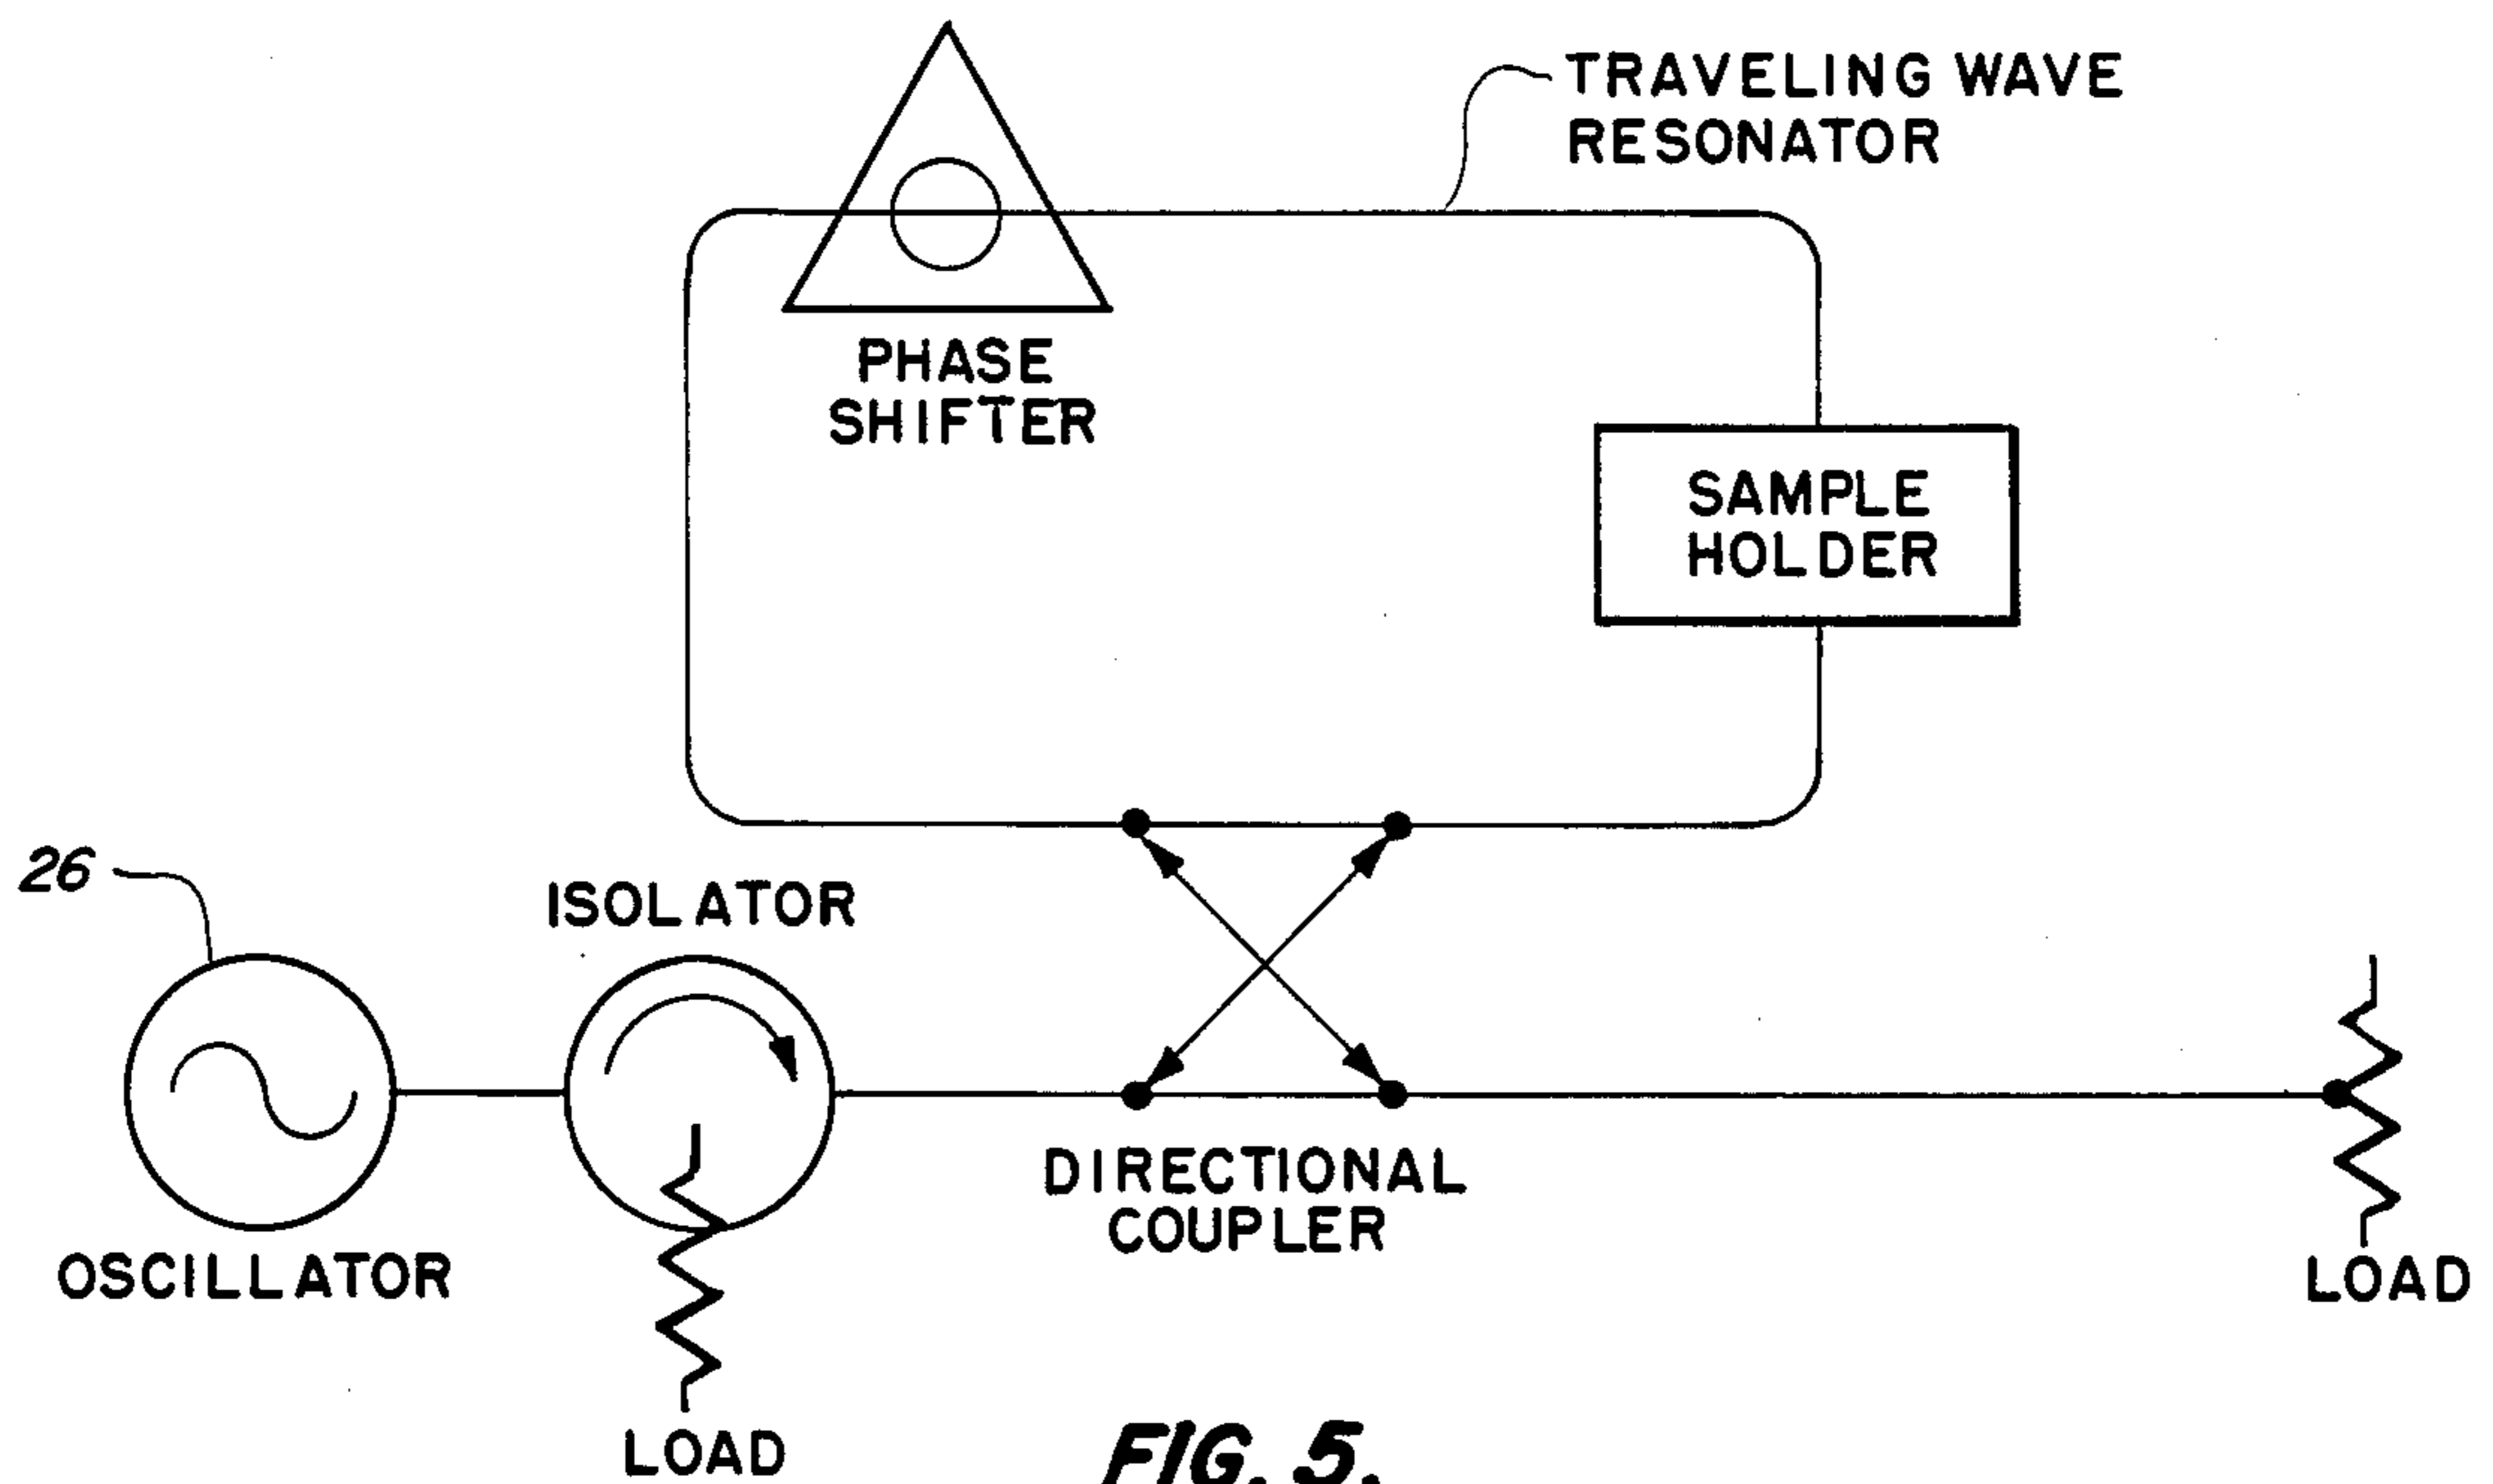 TRAVELING WAVE
RESONATOR
PHASE
SHIFTER
SAMPLE
HOLDER
26
ISOLATOR
DIRECTIONAL
COUPLER
OSCILLATOR
LOAD
LOAD
FIG. 5.